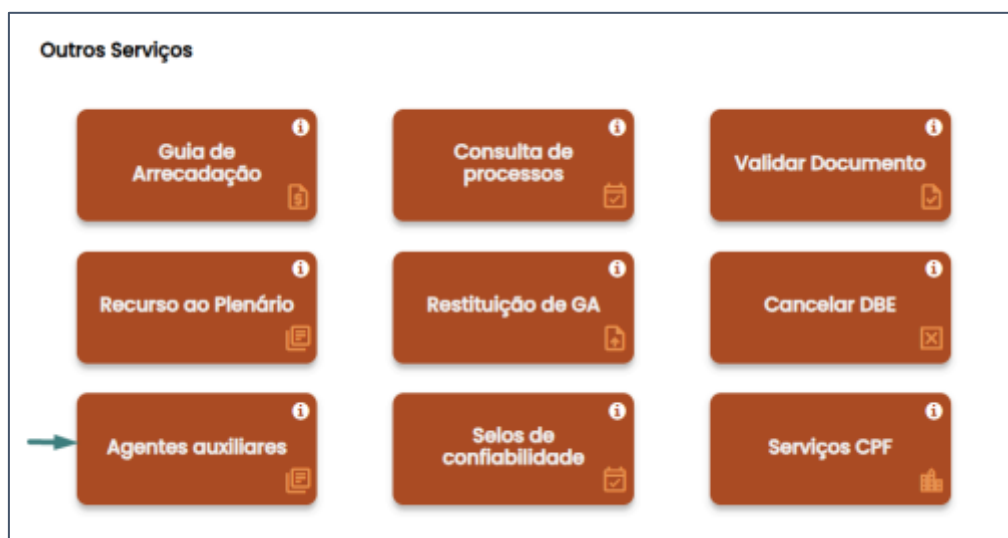 Outros Serviços
Guia de
Arrecadação
Consulta de
processos
Validar Documento
Recurso ao Plenário
Restituição de GA
Cancelar DBE
Agentes auxiliares
Selos de
confiabilidade
Serviços CPF